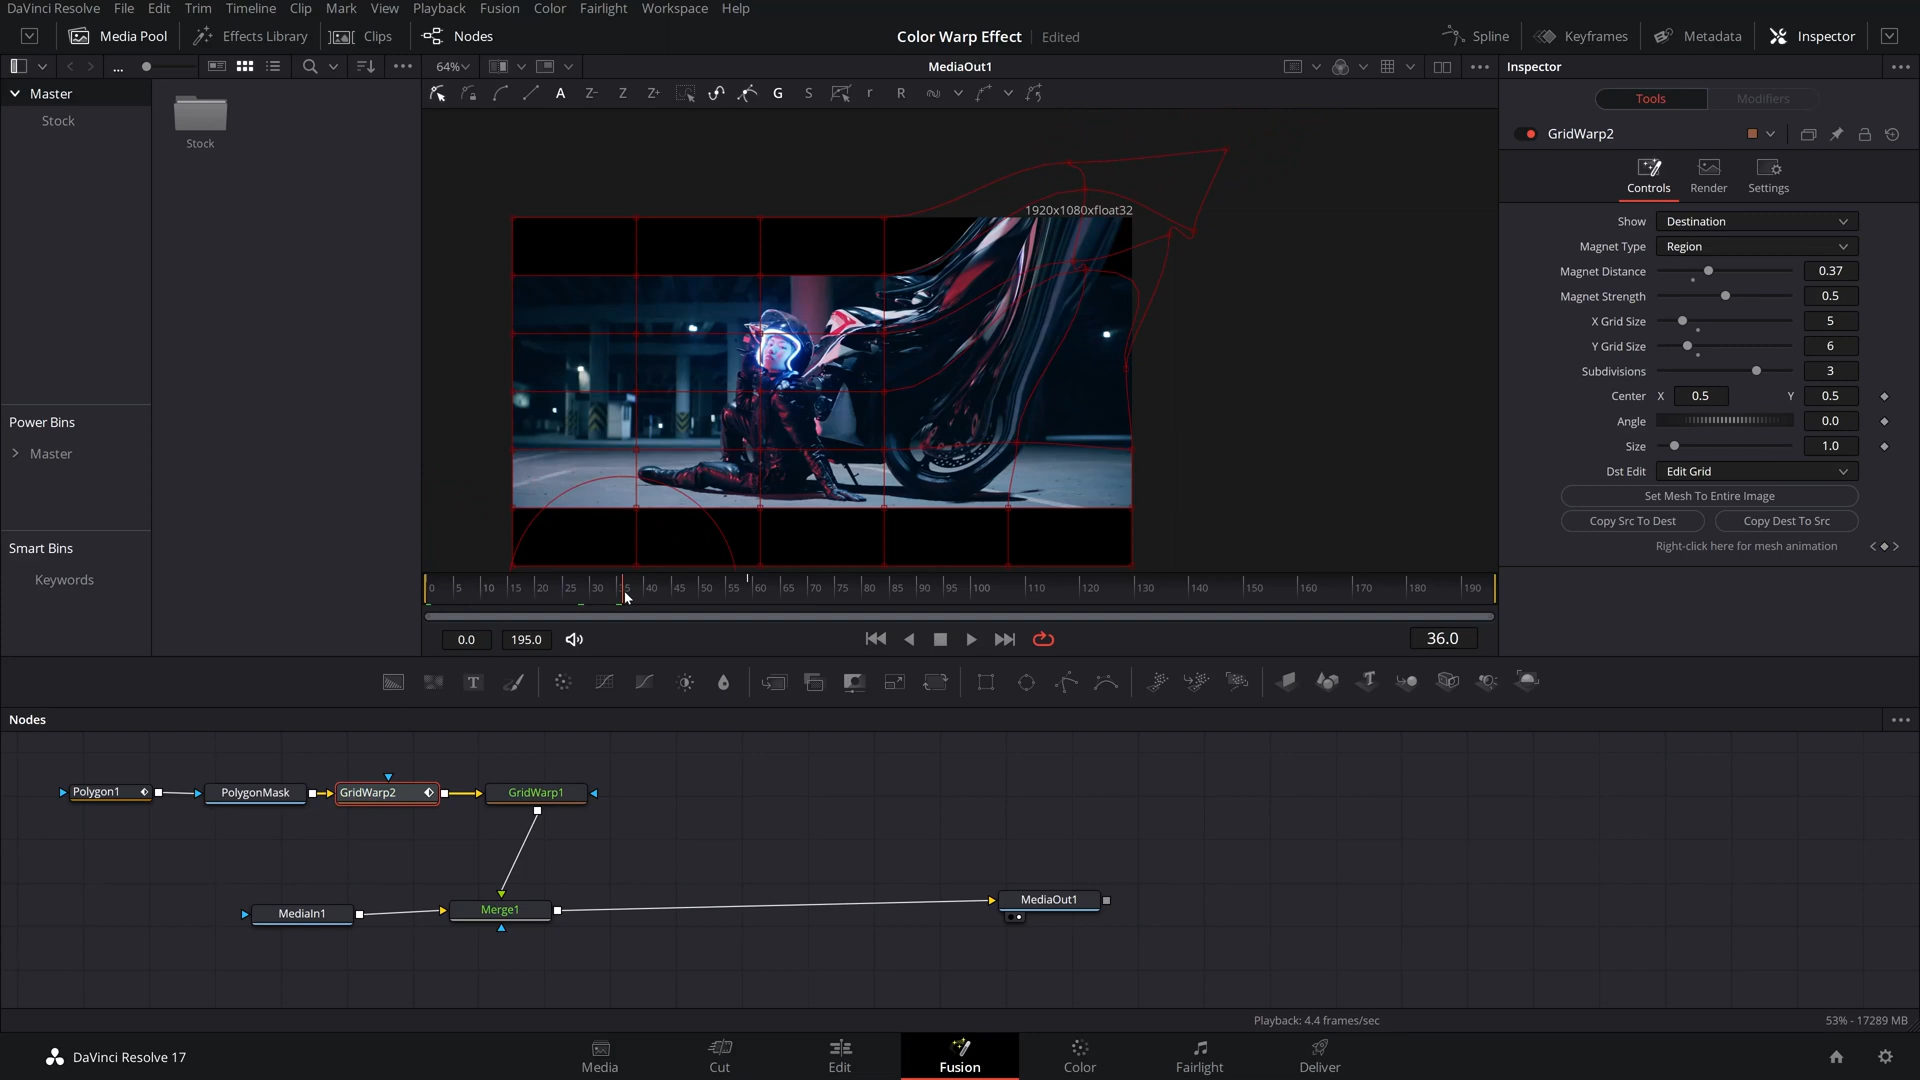 DaVinci Resolve File Edit Trim Timeline Clip Mark View Playback Fusion Color Fairlight Workspace Help
Media Pool Effects Library Clips Nodes Color Warp Effect Edited Spline Keyframes Metadata Inspector
... 64% MediaOut1 Inspector
Master
Stock
Stock
Power Bins
Master
Smart Bins
Keywords
A Z- Z Z+ G S r R
1920x1080xfloat32
0 5 10 15 20 25 30 35 40 45 50 55 60 65 70 75 80 85 90 95 100 110 120 130 140 150 160 170 180 190
0.0 195.0 36.0
Tools Modifiers
GridWarp2
Controls Render Settings
Show Destination
Magnet Type Region
Magnet Distance 0.37
Magnet Strength 0.5
X Grid Size 5
Y Grid Size 6
Subdivisions 3
Center X 0.5 Y 0.5
Angle 0.0
Size 1.0
Dst Edit Edit Grid
Set Mesh To Entire Image
Copy Src To Dest Copy Dest To Src
Right-click here for mesh animation
T
Nodes
Polygon1 PolygonMask GridWarp2 GridWarp1
MediaIn1 Merge1 MediaOut1
Playback: 4.4 frames/sec 53% - 17289 MB
DaVinci Resolve 17 Media Cut Edit Fusion Color Fairlight Deliver